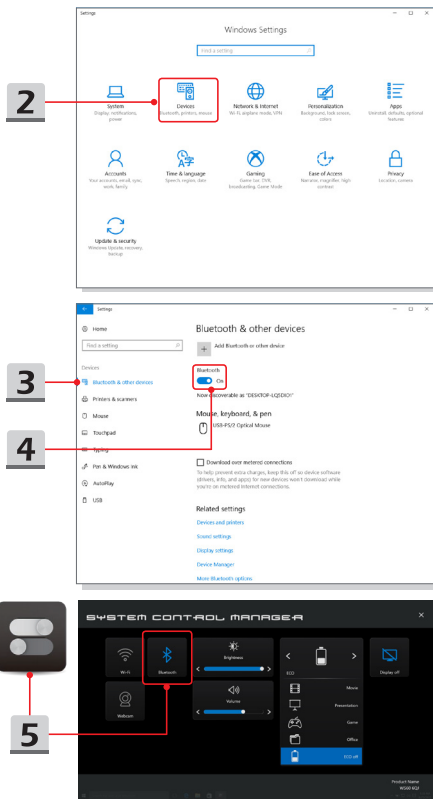 Settings
Windows Settings
Find a setting
2
System
Display, notifications,
power
Devices
Bluetooth, printers, mouse
Network & Internet
Wi-Fi, airplane mode, VPN
Personalization
Background, lock screen,
colors
Apps
Uninstall, defaults, optional
features
Accounts
Your accounts, email, sync,
work, family
Time & language
Speech, region, date
Gaming
Game bar, DVR,
broadcasting, Game Mode
Ease of Access
Narrator, magnifier, high
contrast
Privacy
Location, camera
Update & security
Windows Update, recovery,
backup
Settings
Home
Find a setting
Devices
3
Bluetooth & other devices
Printers & scanners
Mouse
4
Touchpad
Typing
Pen & Windows Ink
AutoPlay
USB
Bluetooth & other devices
Add Bluetooth or other device
Bluetooth
On
Now discoverable as "DESKTOP-LQ5DIOI"
Mouse, keyboard, & pen
USB-PS/2 Optical Mouse
Download over metered connections
To help prevent extra charges, keep this off so device software
(drivers, info, and apps) for new devices won't download while
you're on metered Internet connections.
Related settings
Devices and printers
Sound settings
Display settings
Device Manager
More Bluetooth options
5
SYSTEM CONTROL MANAGER
Wi-Fi
Bluetooth
Brightness
ECO
Display off
Webcam
Volume
Movie
Presentation
Game
Office
ECO off
Product Name